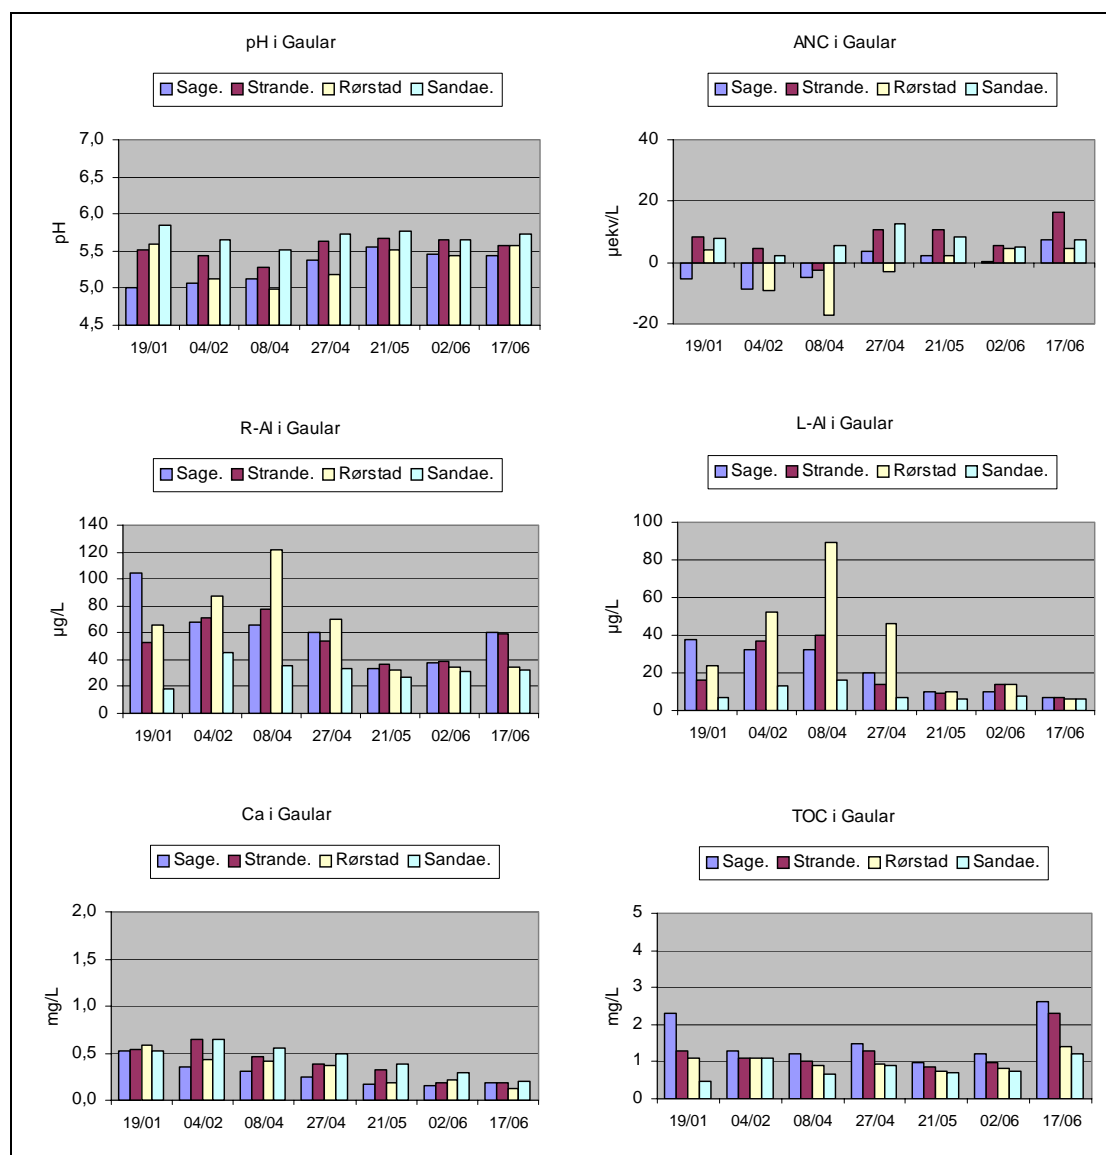 pH i Gaular
Sage. Strande. Rørstad Sandae.
7,0
6,5
6,0
5,5
5,0
4,5
pH
19/01 04/02 08/04 27/04 21/05 02/06 17/06
ANC i Gaular
Sage. Strande. Rørstad Sandae.
40
20
0
-20
µekv/L
19/01 04/02 08/04 27/04 21/05 02/06 17/06
R-Al i Gaular
Sage. Strande. Rørstad Sandae.
140
120
100
80
60
40
20
0
µg/L
19/01 04/02 08/04 27/04 21/05 02/06 17/06
L-Al i Gaular
Sage. Strande. Rørstad Sandae.
100
80
60
40
20
0
µg/L
19/01 04/02 08/04 27/04 21/05 02/06 17/06
Ca i Gaular
Sage. Strande. Rørstad Sandae.
2,0
1,5
1,0
0,5
0,0
mg/L
19/01 04/02 08/04 27/04 21/05 02/06 17/06
TOC i Gaular
Sage. Strande. Rørstad Sandae.
5
4
3
2
1
0
mg/L
19/01 04/02 08/04 27/04 21/05 02/06 17/06